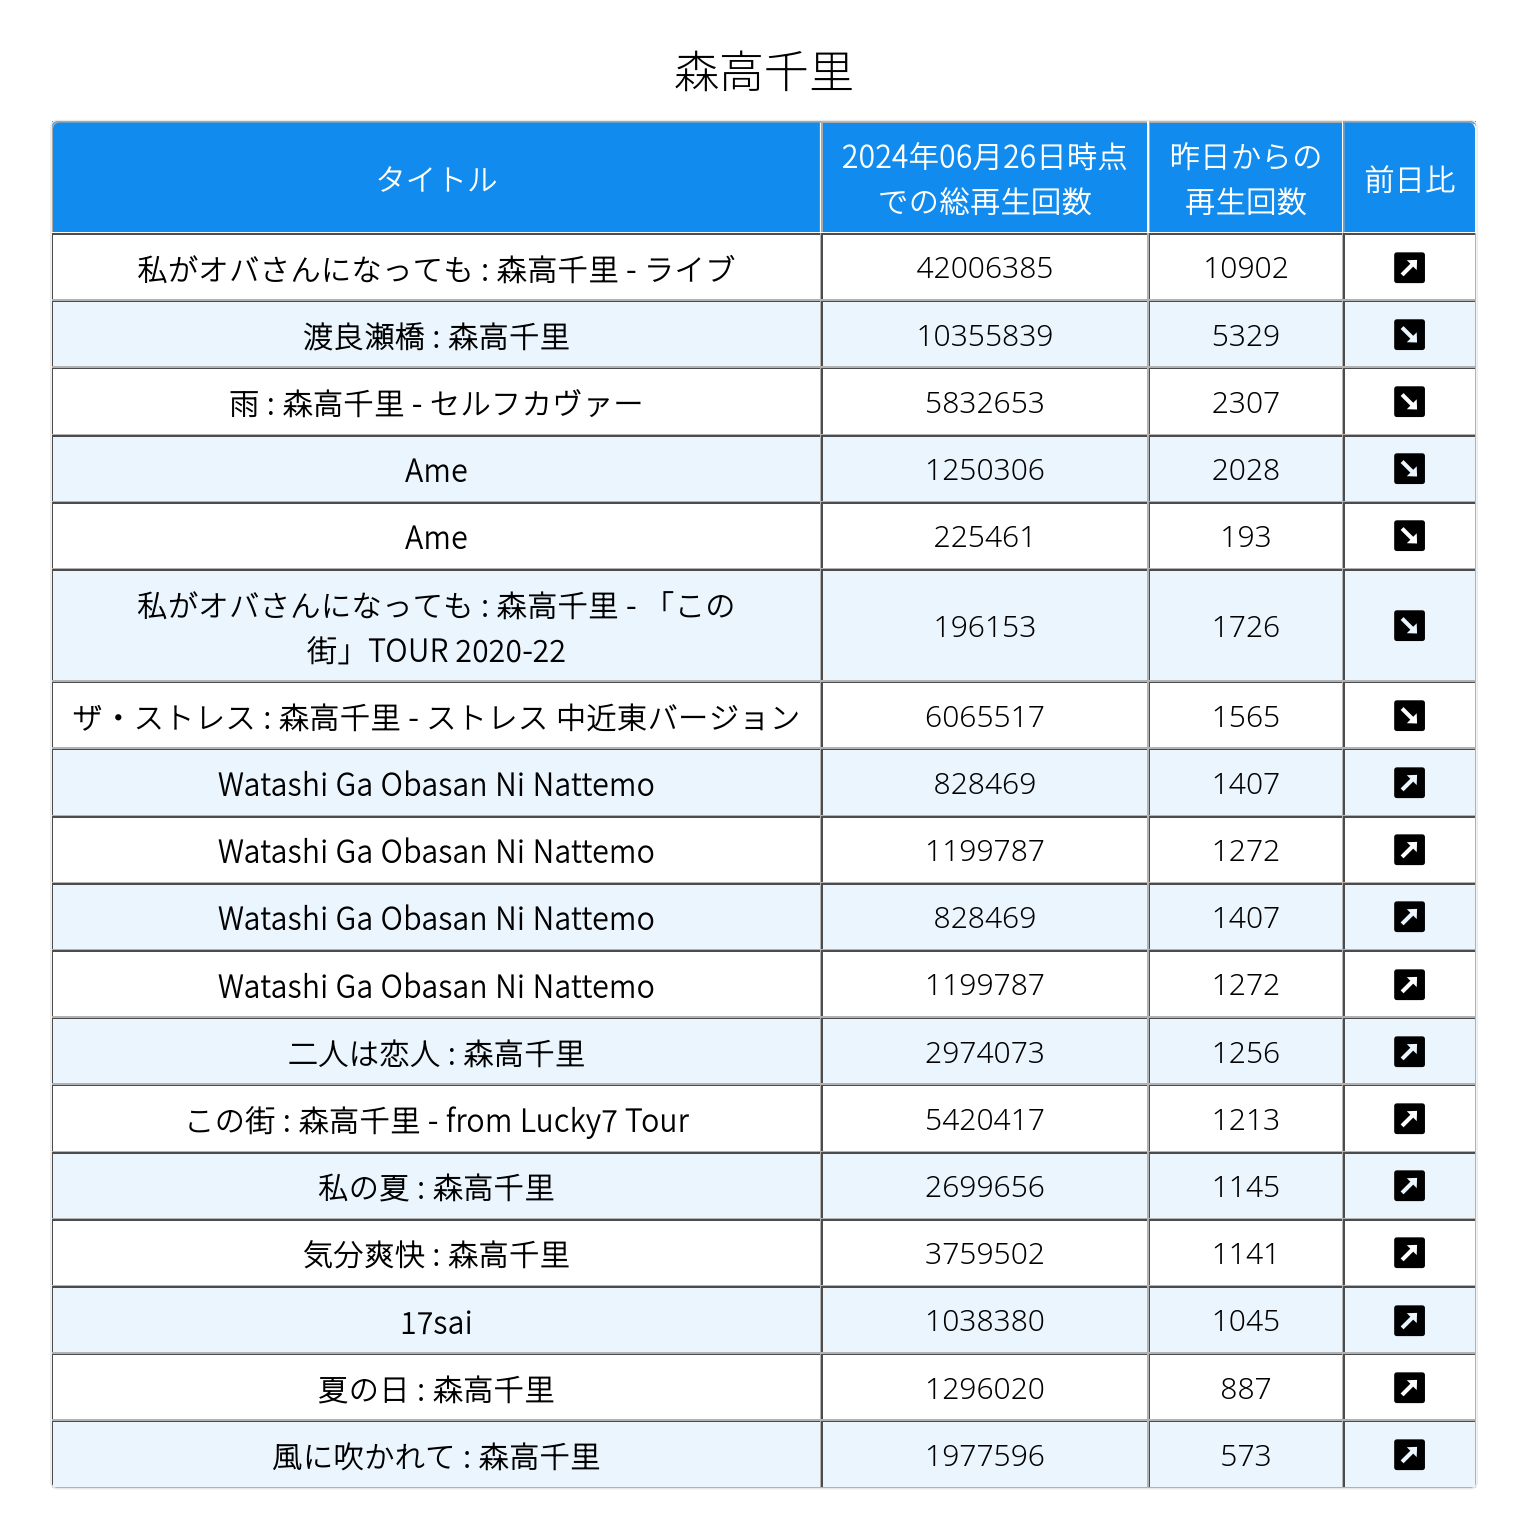 森高千里
タイトル
2024年06月26日時点
での総再生回数
昨日からの
再生回数
前日比
私がオバさんになっても : 森高千里 - ライブ 42006385 10902
渡良瀬橋 : 森高千里 10355839 5329
雨 : 森高千里 - セルフカヴァー 5832653 2307
Ame 1250306 2028
Ame 225461 193
私がオバさんになっても : 森高千里 - 「この
街」TOUR 2020-22 196153 1726
ザ・ストレス : 森高千里 - ストレス 中近東バージョン 6065517 1565
Watashi Ga Obasan Ni Nattemo 828469 1407
Watashi Ga Obasan Ni Nattemo 1199787 1272
Watashi Ga Obasan Ni Nattemo 828469 1407
Watashi Ga Obasan Ni Nattemo 1199787 1272
二人は恋人 : 森高千里 2974073 1256
この街 : 森高千里 - from Lucky7 Tour 5420417 1213
私の夏 : 森高千里 2699656 1145
気分爽快 : 森高千里 3759502 1141
17sai 1038380 1045
夏の日 : 森高千里 1296020 887
風に吹かれて : 森高千里 1977596 573